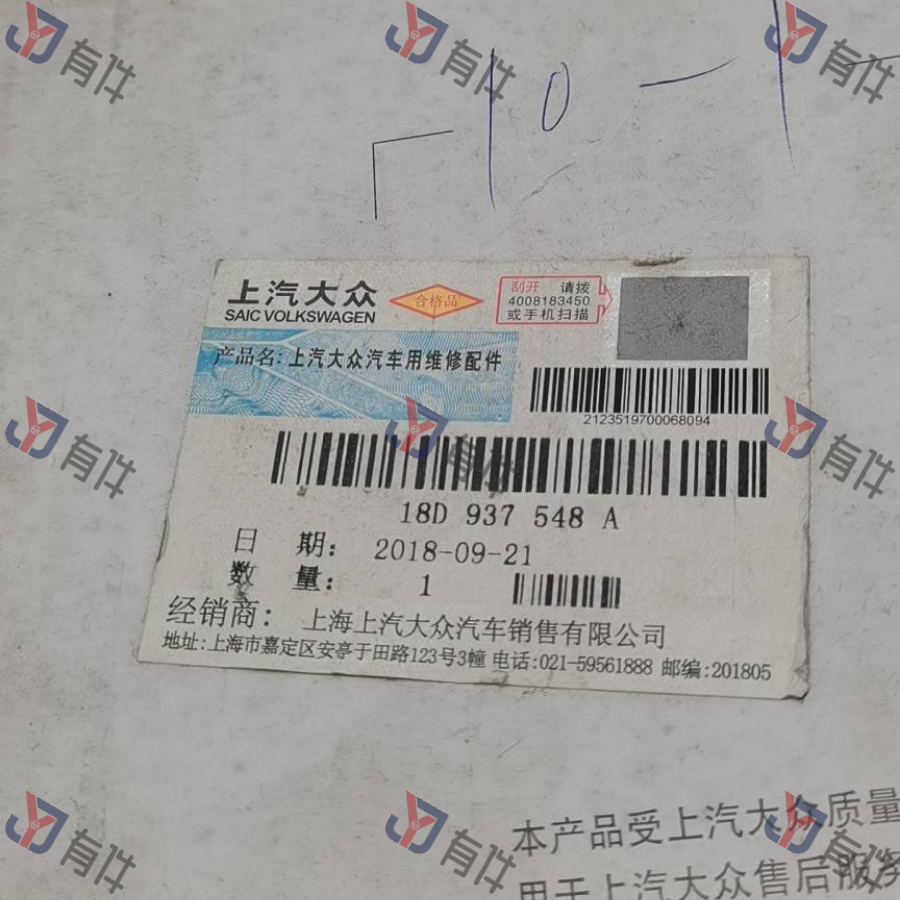 有件
有件
有件
10-1-
上汽大众
SAIC VOLKSWAGEN
合格品
刮开 请拨
4008183450
或手机扫描
产品名: 上汽大众汽车用维修配件
2123519700068094
有件
有件
有件
18D 937 548 A
日 期: 2018-09-21
数 量: 1
经销商: 上海上汽大众汽车销售有限公司
地址:上海市嘉定区安亭于田路123号3幢 电话:021-59561888 邮编:201805
有件
有件
有件
本产品受上汽大众质量
用于上汽大众售后服务